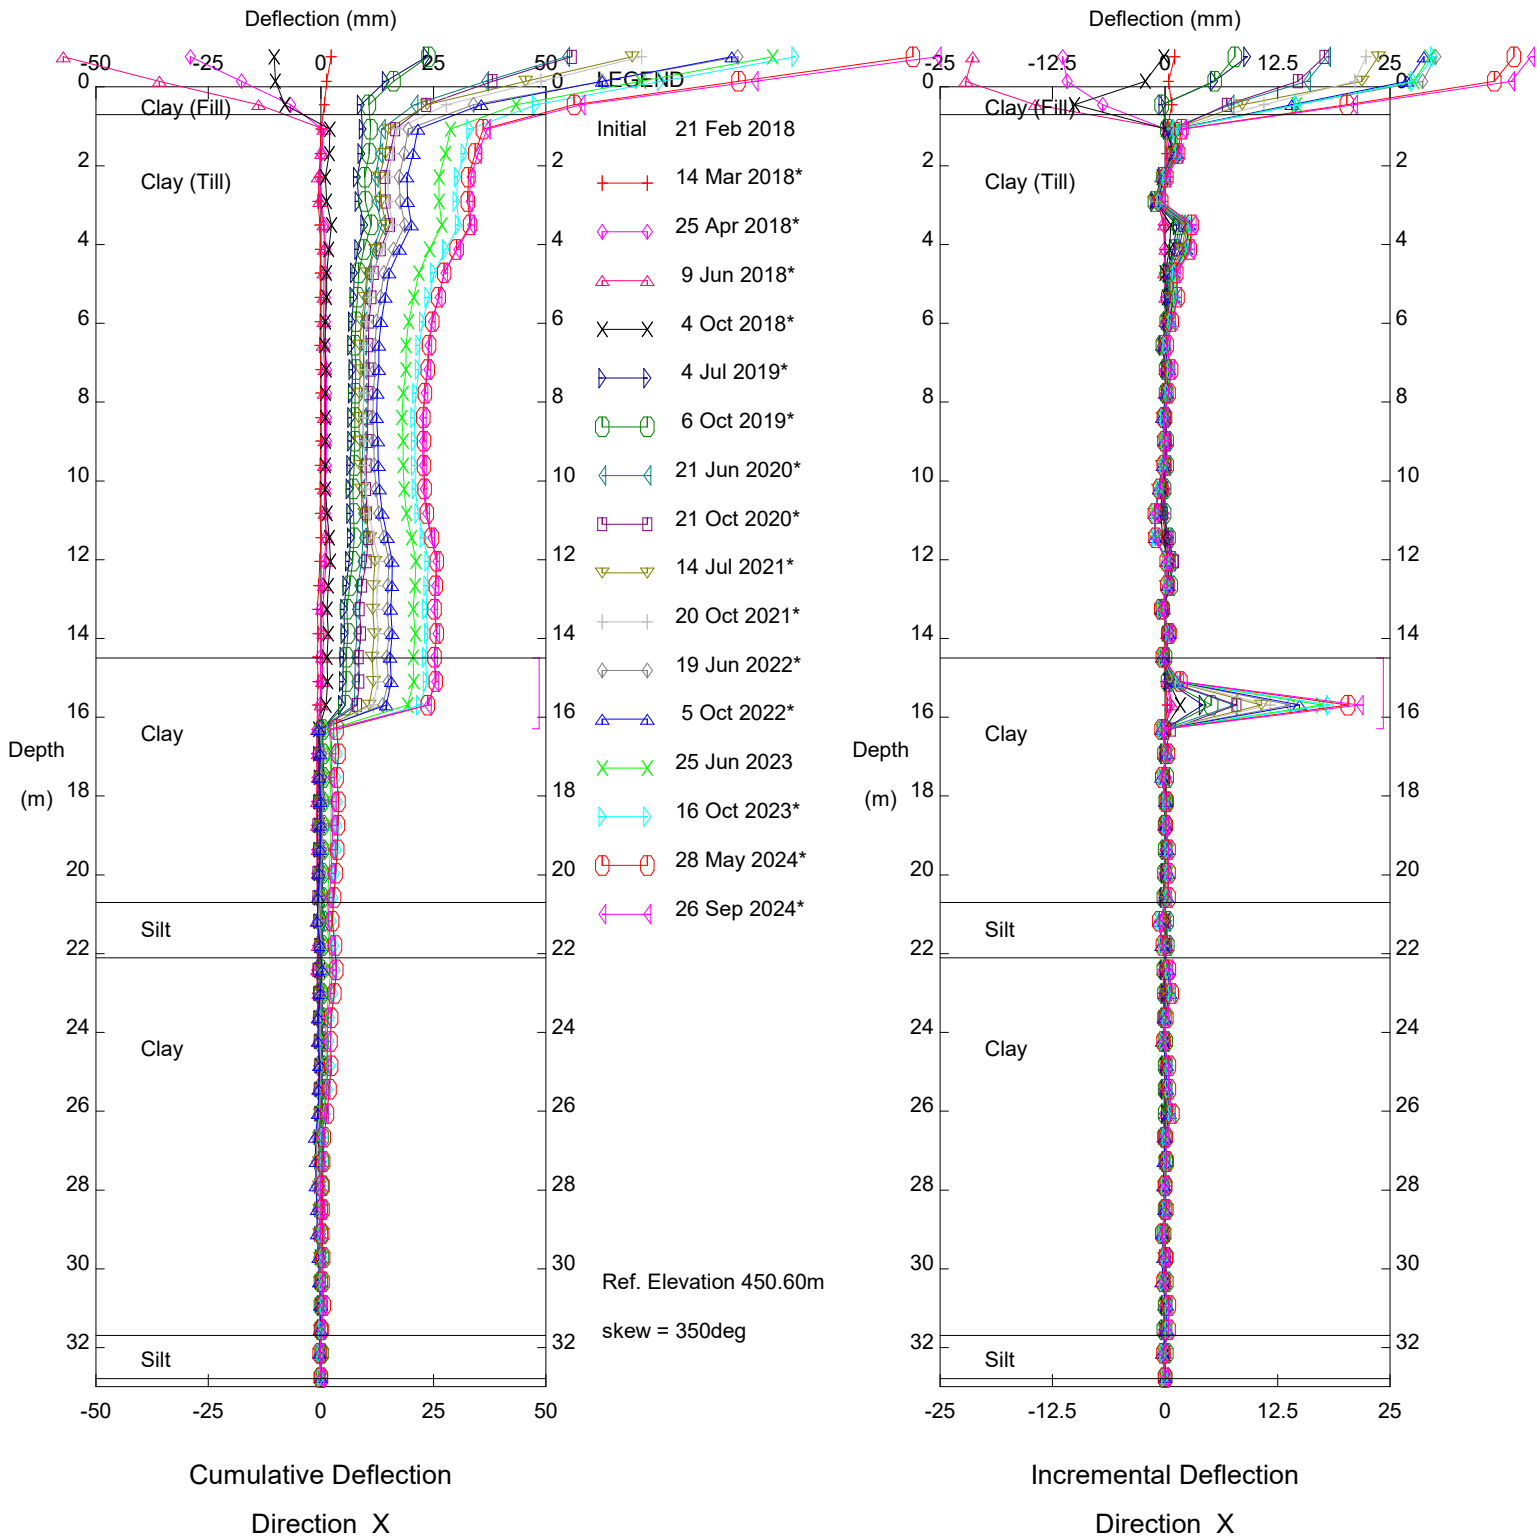 Deflection (mm)
-50 -25 0 25 50
0 0
2 2
4 4
6 6
8 8
10 10
12 12
14 14
16 16
18 18
20 20
22 22
24 24
26 26
28 28
30 30
32 32
Clay (Fill)
Clay (Till)
Clay
Silt
Clay
Silt
Depth
(m)
-50 -25 0 25 50
Cumulative Deflection
Direction X
LEGEND
Initial 21 Feb 2018
14 Mar 2018*
25 Apr 2018*
9 Jun 2018*
4 Oct 2018*
4 Jul 2019*
6 Oct 2019*
21 Jun 2020*
21 Oct 2020*
14 Jul 2021*
20 Oct 2021*
19 Jun 2022*
5 Oct 2022*
25 Jun 2023
16 Oct 2023*
28 May 2024*
26 Sep 2024*
Ref. Elevation 450.60m
skew = 350deg
Deflection (mm)
-25 -12.5 0 12.5 25
0 0
2 2
4 4
6 6
8 8
10 10
12 12
14 14
16 16
18 18
20 20
22 22
24 24
26 26
28 28
30 30
32 32
Clay (Fill)
Clay (Till)
Clay
Silt
Clay
Silt
Depth
(m)
-25 -12.5 0 12.5 25
Incremental Deflection
Direction X